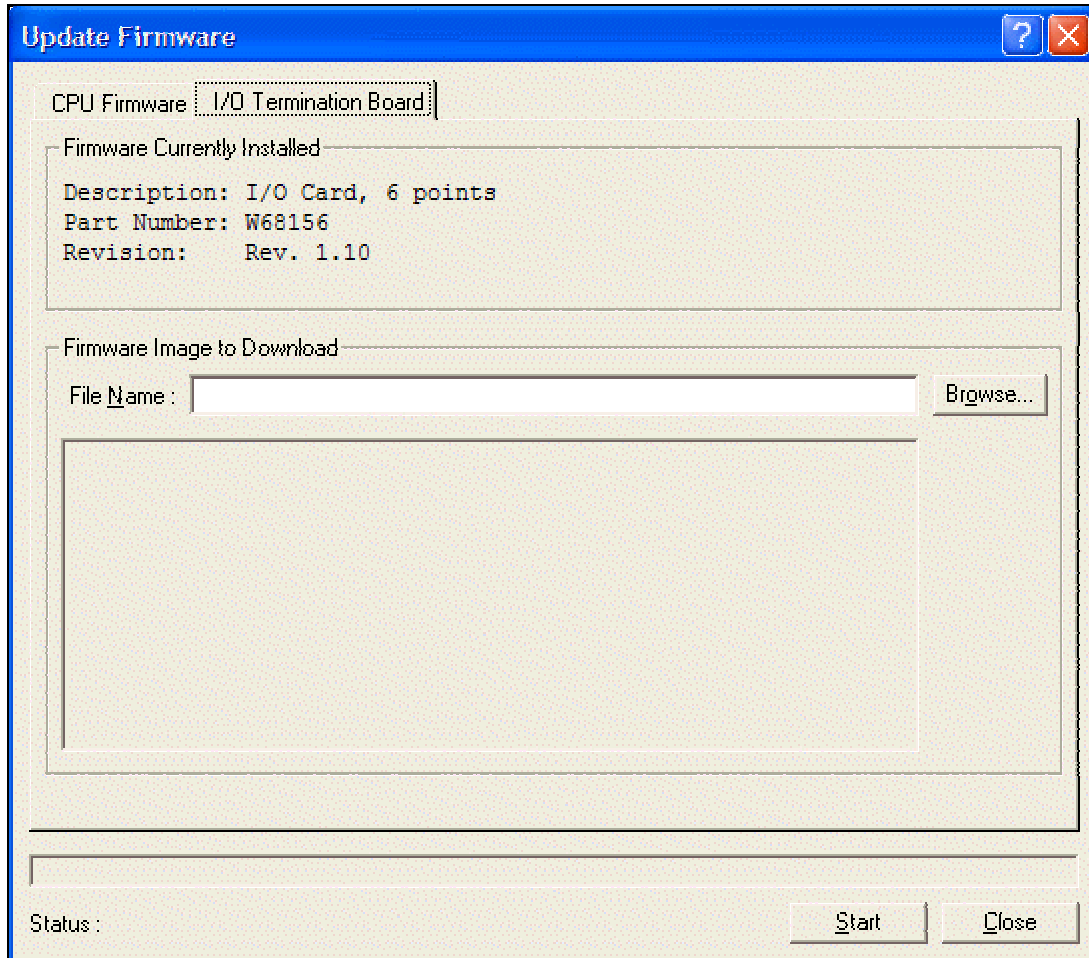 Update Firmware
CPU Firmware I/O Termination Board
Firmware Currently Installed
Description: I/O Card, 6 points
Part Number: W68156
Revision: Rev. 1.10
Firmware Image to Download
File Name : Browse...
Status : Start Close